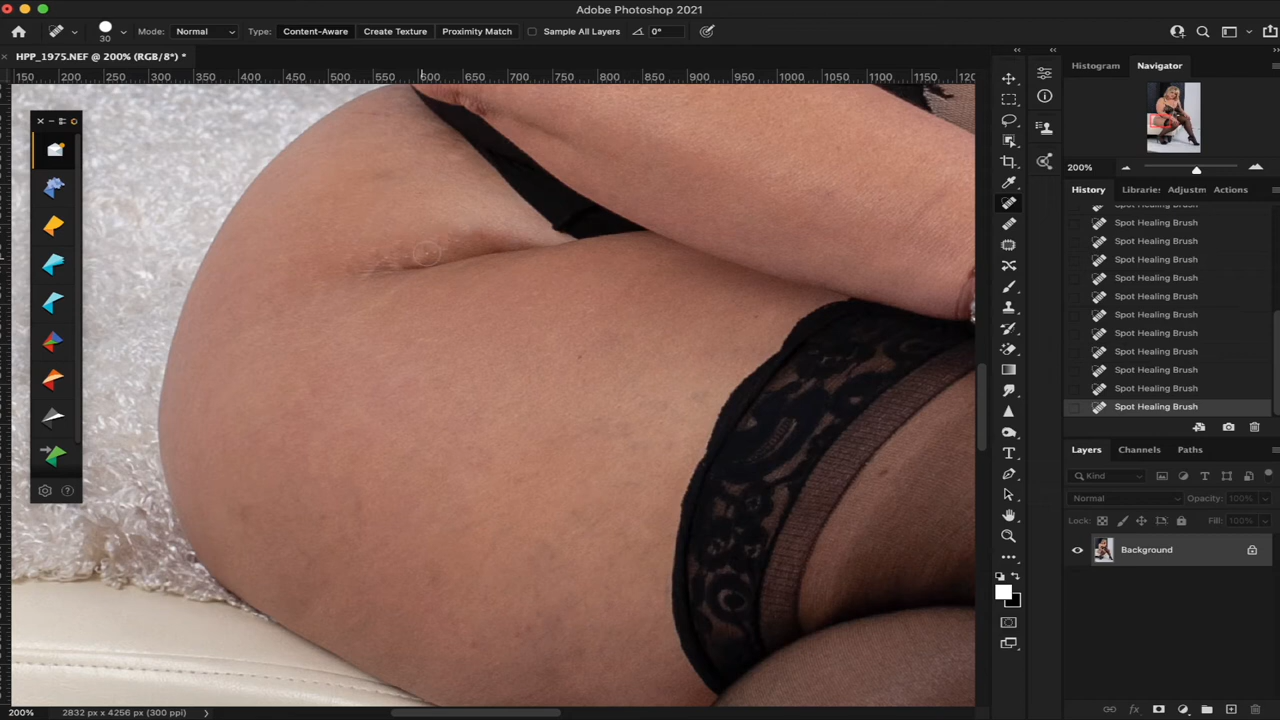 Adobe Photoshop 2021
30 Mode: Normal Type: Content-Aware Create Texture Proximity Match Sample All Layers 0°
HPP_1975.NEF @ 200% (RGB/8*) *
Histogram Navigator
150 200 250 300 350 400 450 500 550 600 650 700 750 800 850 900 950 1000 1050 1100 1150 120
200%
History Libraries Adjustm Actions
Spot Healing Brush
Spot Healing Brush
Spot Healing Brush
Spot Healing Brush
Spot Healing Brush
Spot Healing Brush
Spot Healing Brush
Spot Healing Brush
Spot Healing Brush
Spot Healing Brush
Spot Healing Brush
Layers Channels Paths
Kind
Normal Opacity: 100%
Lock: Fill: 100%
Background
200% 2832 px x 4256 px (300 ppi)